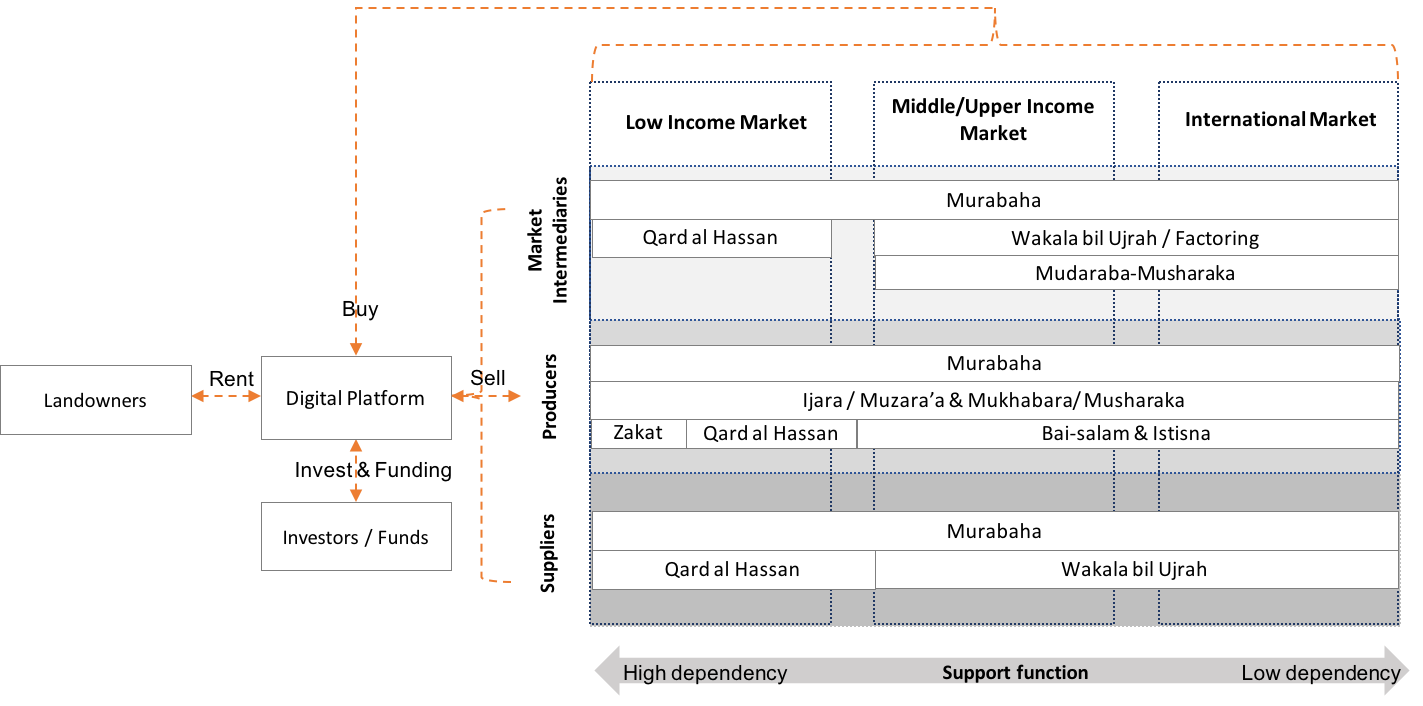 Low Income Market
Middle/Upper Income
Market
International Market
Market
Intermediaries
Murabaha
Qard al Hassan
Wakala bil Ujrah / Factoring
Mudaraba-Musharaka
Buy
Landowners
Rent
Digital Platform
Sell
Invest & Funding
Investors / Funds
Producers
Murabaha
Ijara / Muzara’a & Mukhabara/ Musharaka
Zakat
Qard al Hassan
Bai-salam & Istisna
Suppliers
Murabaha
Qard al Hassan
Wakala bil Ujrah
High dependency
Support function
Low dependency